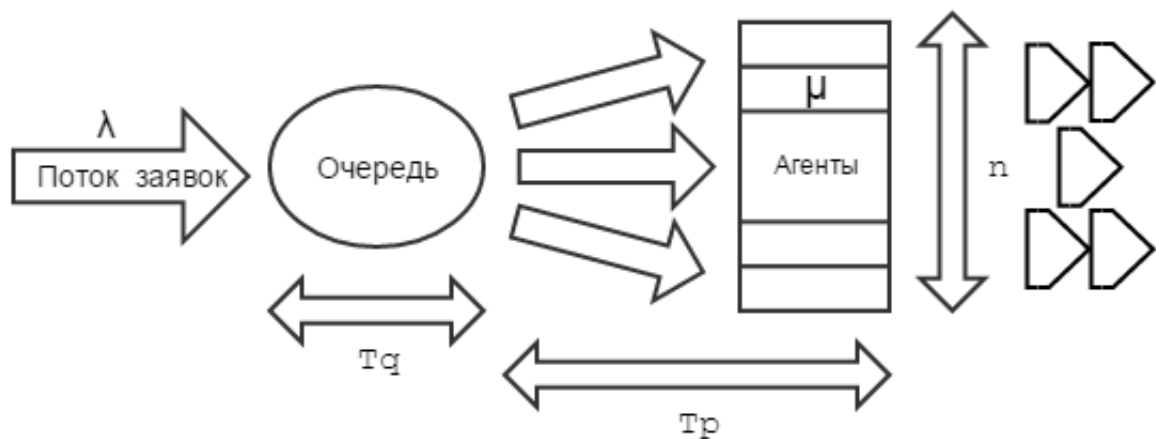 λ
Поток заявок
Очередь
μ
Агенты
n
Tq
Tp